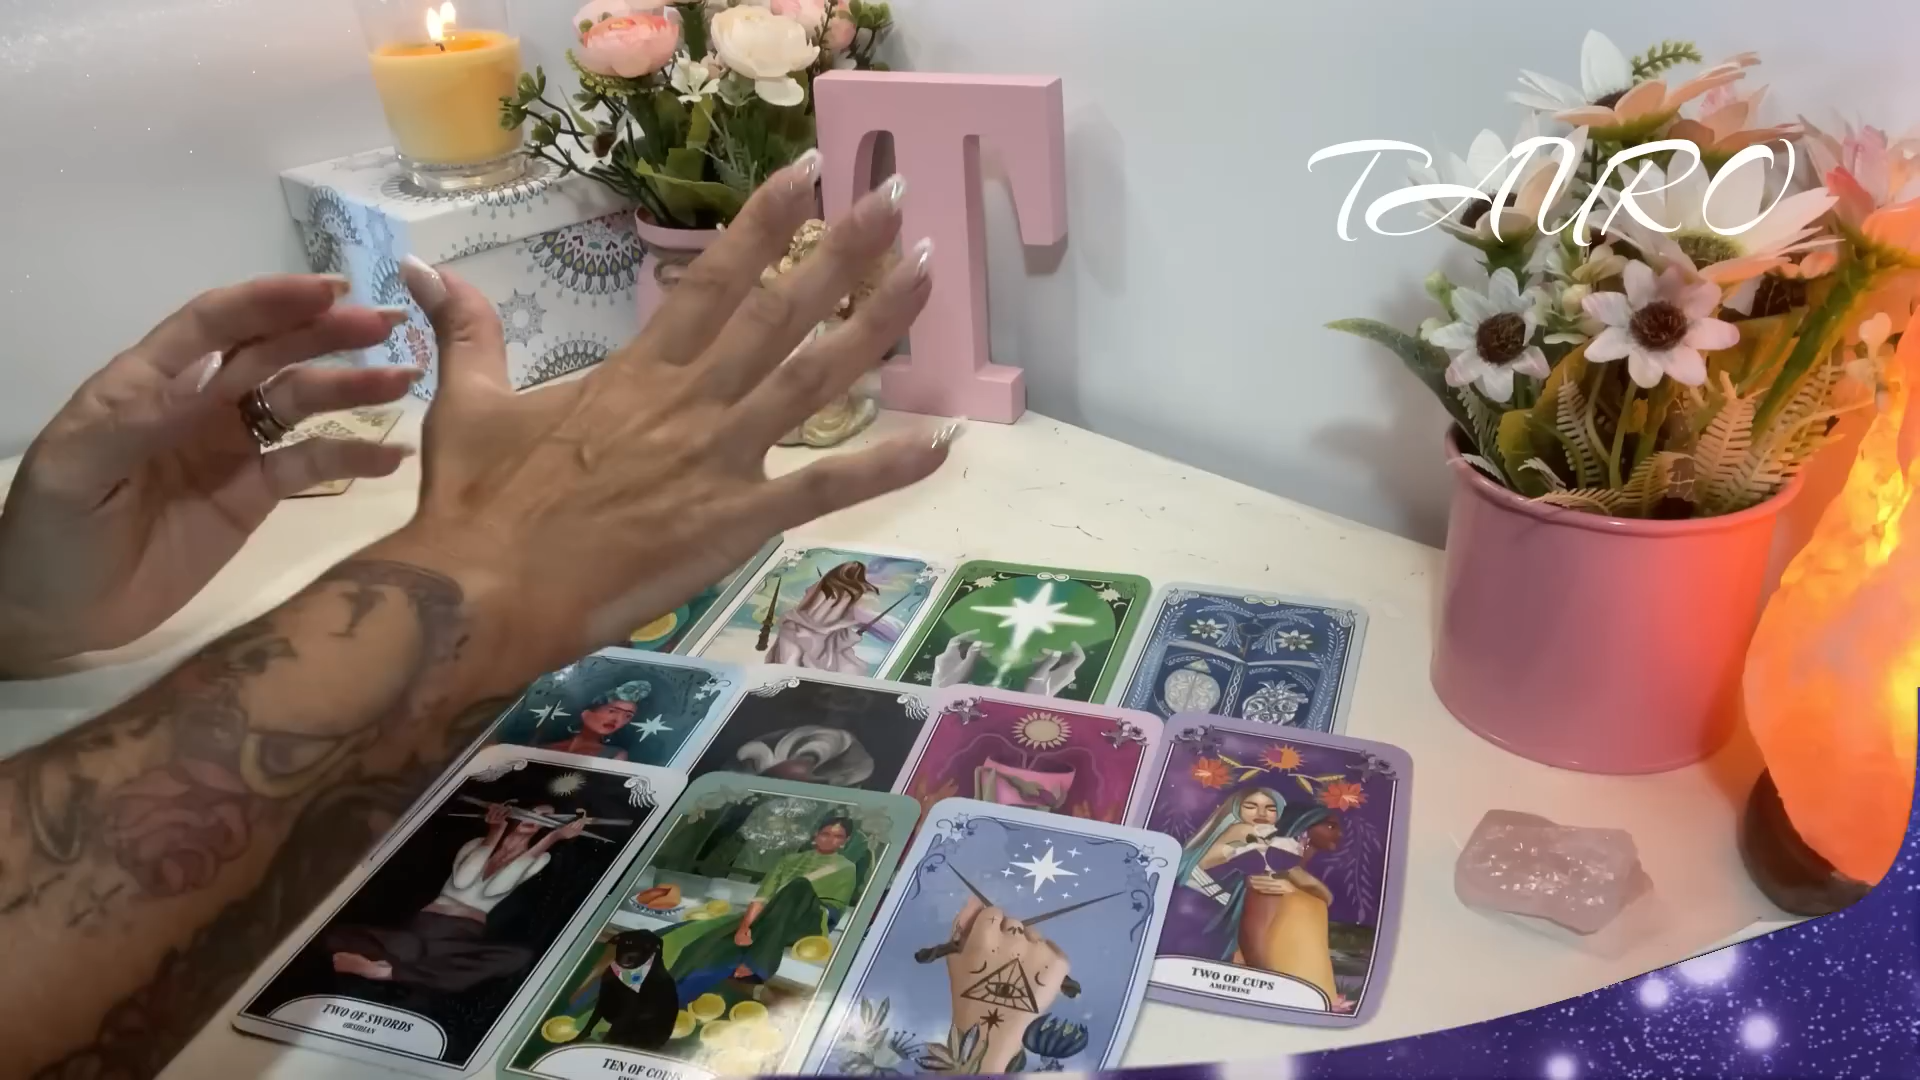 TAURO
T
TWO OF CUPS
AMETRINE
TWO OF SWORDS
OBSIDIAN
TEN OF COINS